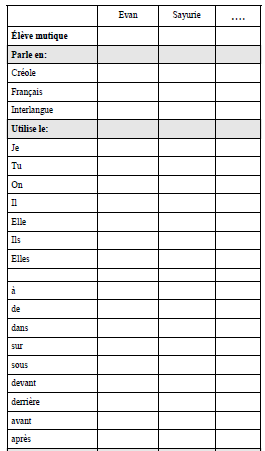 Evan Sayurie ....
Élève mutique
Parle en:
Créole
Français
Interlangue
Utilise le:
Je
Tu
On
Il
Elle
Ils
Elles
à
de
dans
sur
sous
devant
derrière
avant
après